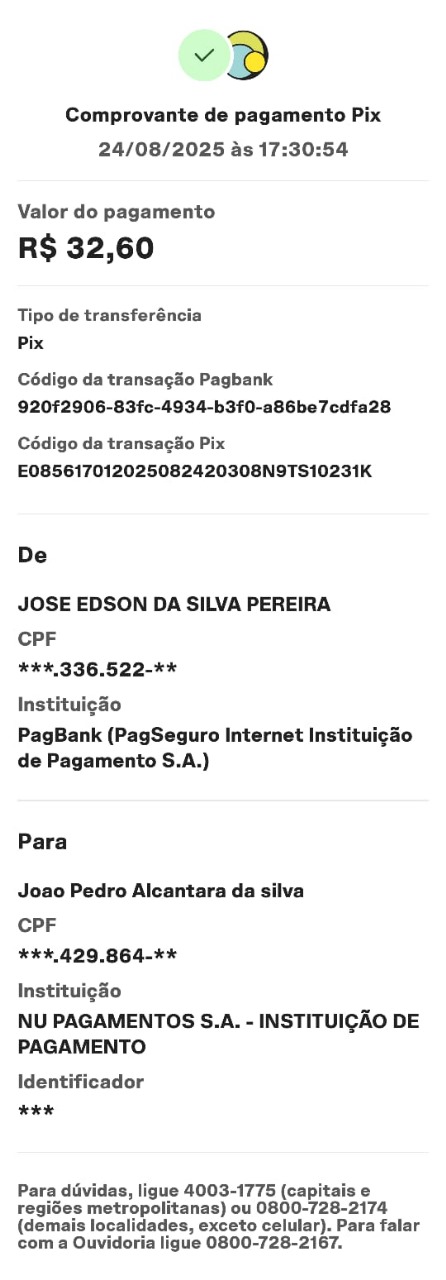 Comprovante de pagamento Pix
24/08/2025 às 17:30:54
Valor do pagamento
R$ 32,60
Tipo de transferência
Pix
Código da transação Pagbank
920f2906-83fc-4934-b3f0-a86be7cdfa28
Código da transação Pix
E085617012025082420308N9TS10231K
De
JOSE EDSON DA SILVA PEREIRA
CPF
***.336.522-**
Instituição
PagBank (PagSeguro Internet Instituição
de Pagamento S.A.)
Para
Joao Pedro Alcantara da silva
CPF
***.429.864-**
Instituição
NU PAGAMENTOS S.A. - INSTITUIÇÃO DE
PAGAMENTO
Identificador
***
Para dúvidas, ligue 4003-1775 (capitais e
regiões metropolitanas) ou 0800-728-2174
(demais localidades, exceto celular). Para falar
com a Ouvidoria ligue 0800-728-2167.